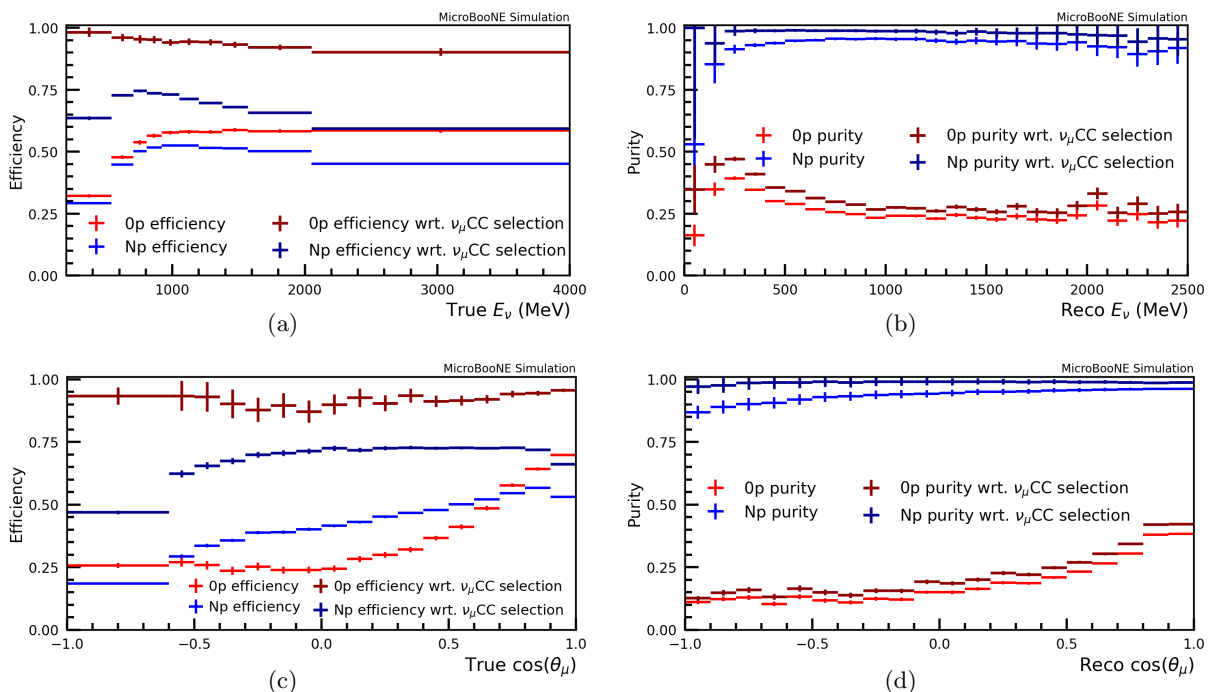 MicroBooNE Simulation
1.00
0.75
0.50
0.25
0.00
Efficiency
0p efficiency
Np efficiency
0p efficiency wrt. νμCC selection
Np efficiency wrt. νμCC selection
1000 2000 3000 4000
True Eν (MeV)
(a)
MicroBooNE Simulation
1.00
0.75
0.50
0.25
0.00
Purity
0p purity
Np purity
0p purity wrt. νμCC selection
Np purity wrt. νμCC selection
0 500 1000 1500 2000 2500
Reco Eν (MeV)
(b)
MicroBooNE Simulation
1.00
0.75
0.50
0.25
0.00
Efficiency
0p efficiency
Np efficiency
0p efficiency wrt. νμCC selection
Np efficiency wrt. νμCC selection
−1.0 −0.5 0.0 0.5 1.0
True cos(θμ)
(c)
MicroBooNE Simulation
1.00
0.75
0.50
0.25
0.00
Purity
0p purity
Np purity
0p purity wrt. νμCC selection
Np purity wrt. νμCC selection
−1.0 −0.5 0.0 0.5 1.0
Reco cos(θμ)
(d)